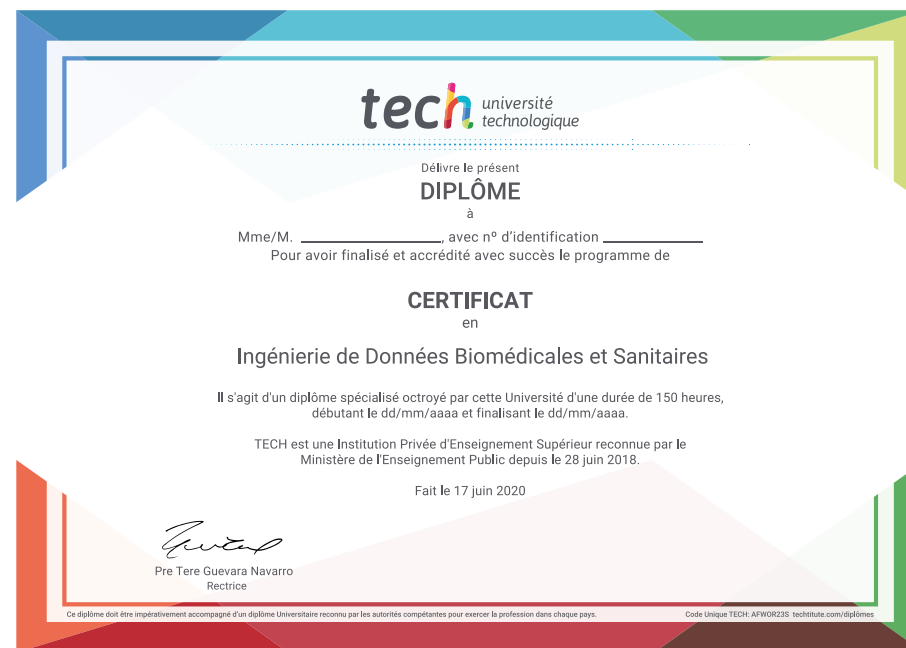 tech université
technologique
Délivre le présent
DIPLÔME
à
Mme/M. ____________________, avec nº d'identification ______________
Pour avoir finalisé et accrédité avec succès le programme de
CERTIFICAT
en
Ingénierie de Données Biomédicales et Sanitaires
Il s'agit d'un diplôme spécialisé octroyé par cette Université d'une durée de 150 heures,
débutant le dd/mm/aaaa et finalisant le dd/mm/aaaa.
TECH est une Institution Privée d'Enseignement Supérieur reconnue par le
Ministère de l'Enseignement Public depuis le 28 juin 2018.
Fait le 17 juin 2020
Pre Tere Guevara Navarro
Rectrice
Ce diplôme doit être impérativement accompagné d'un diplôme Universitaire reconnu par les autorités compétantes pour exercer la profession dans chaque pays.
Code Unique TECH: AFWOR23S techtitute.com/diplômes